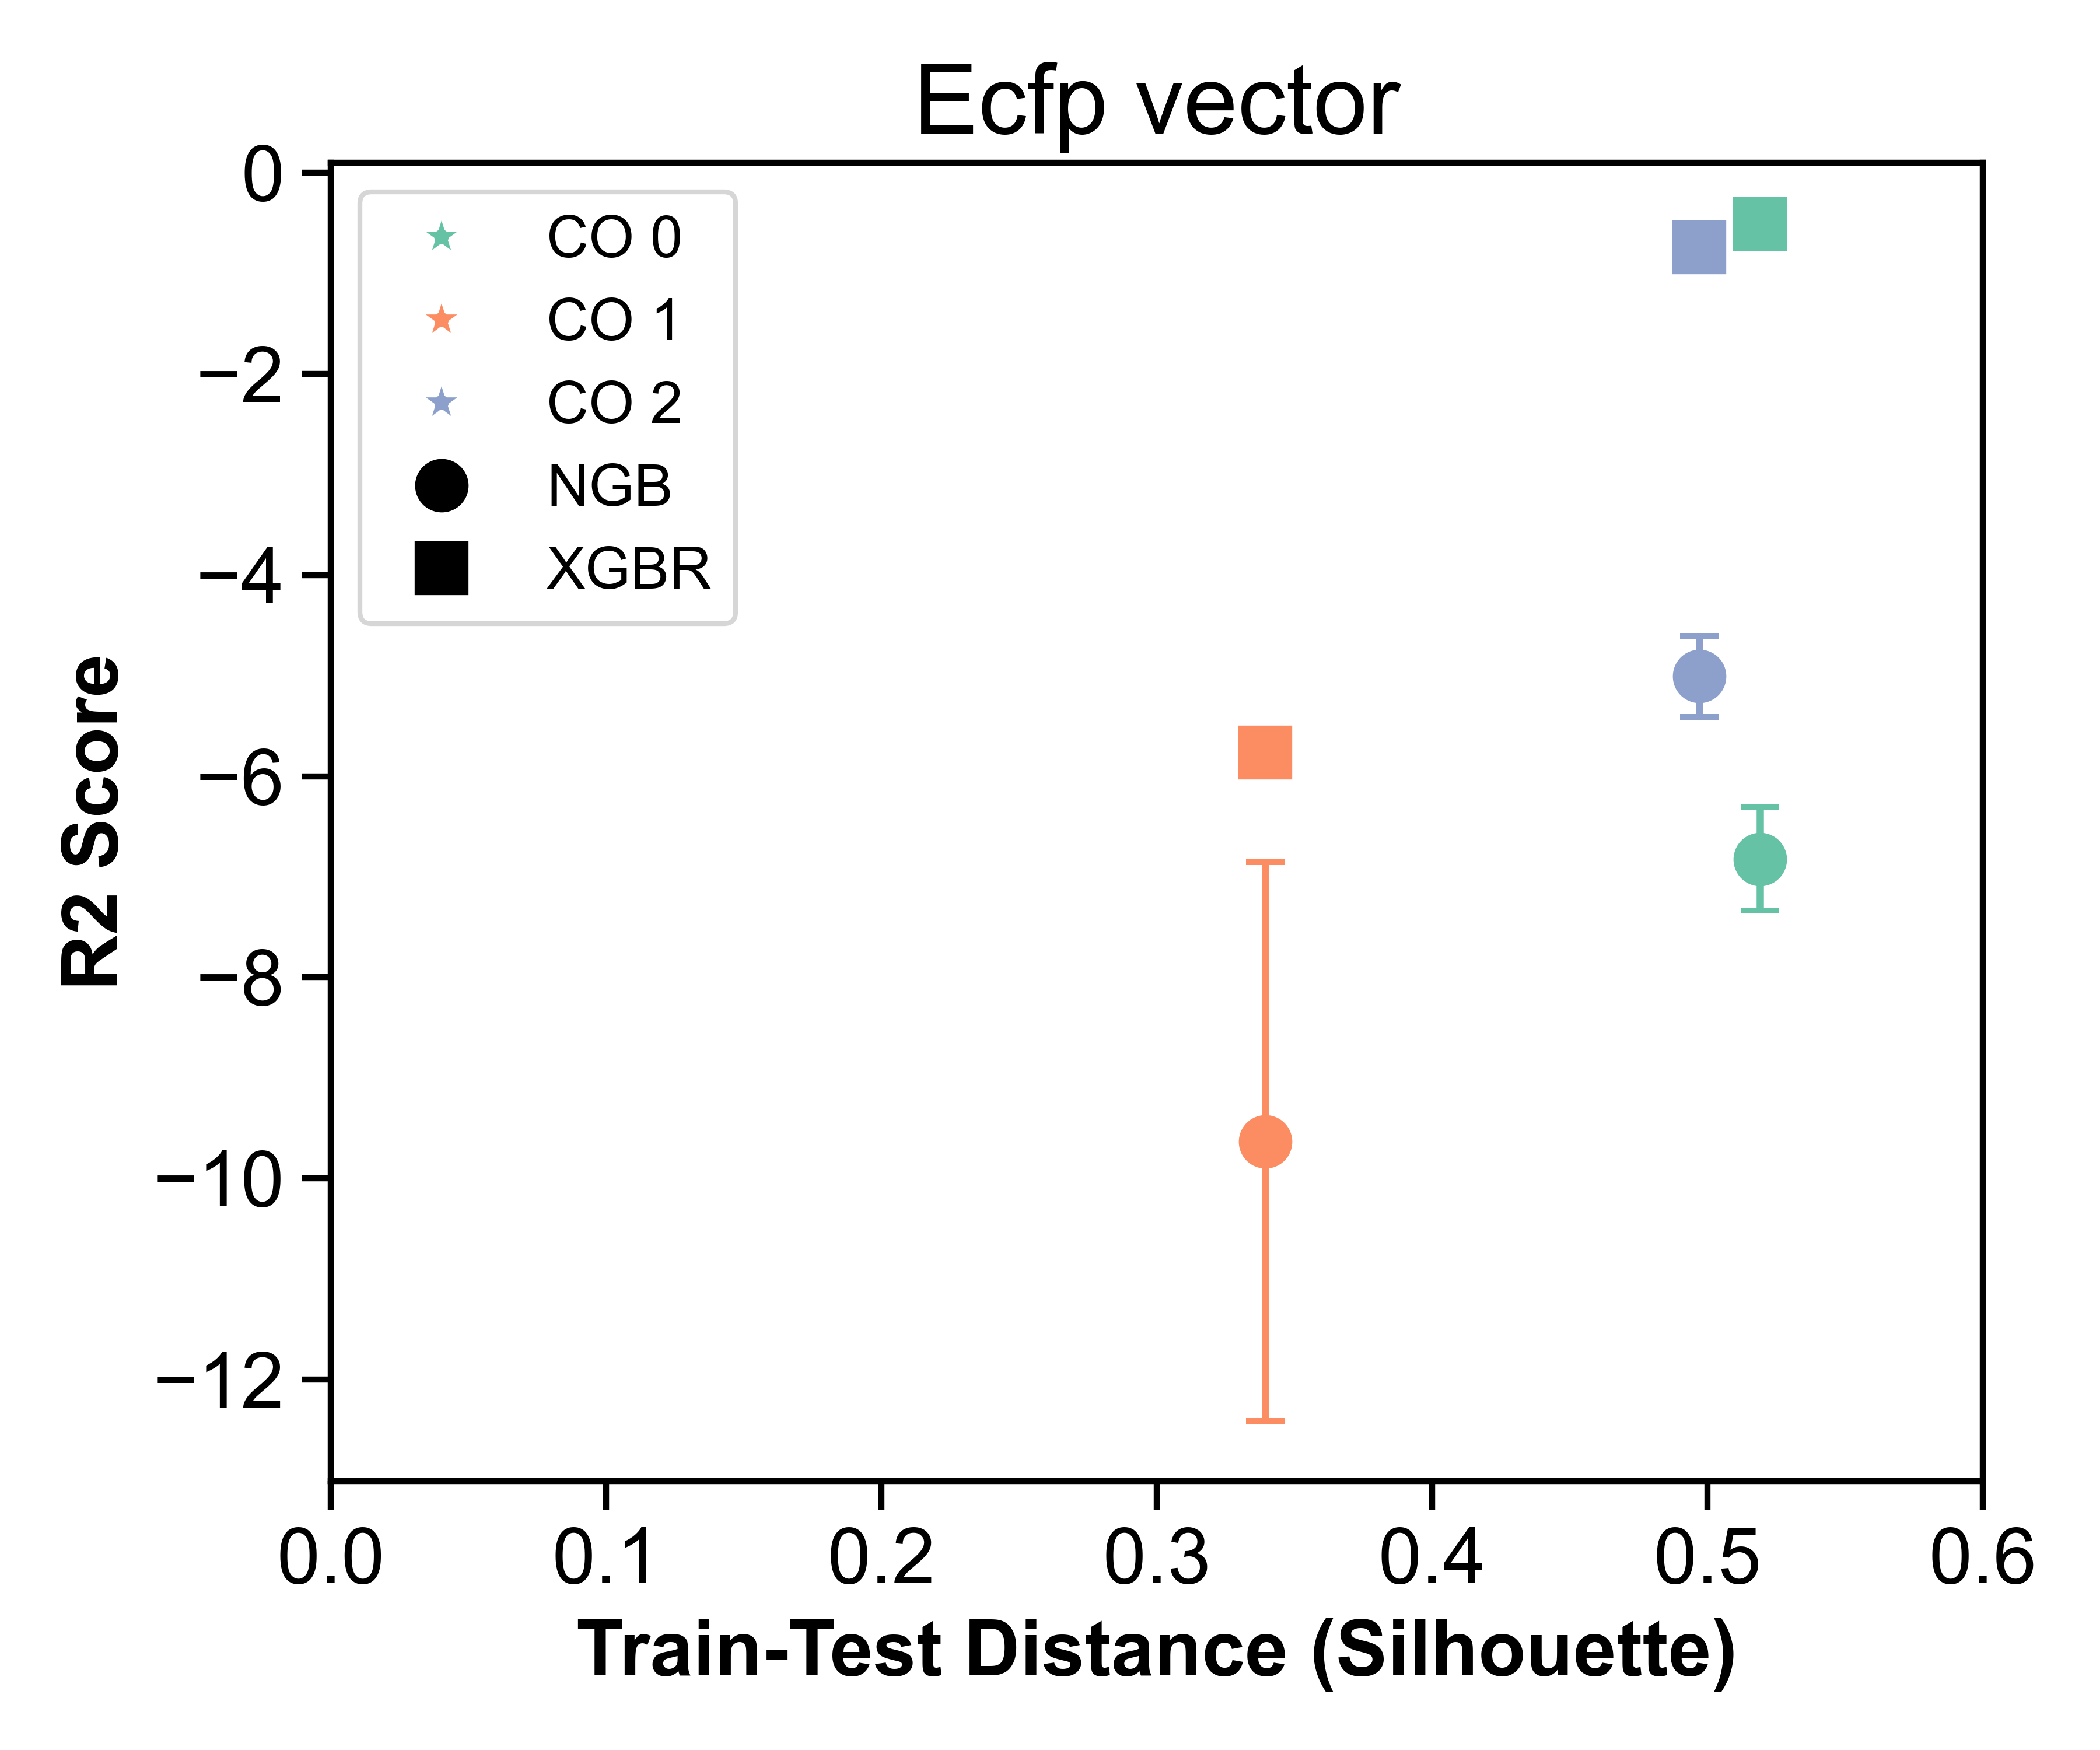 Ecfp vector
0
−2
−4
−6
−8
−10
−12
R2 Score
CO 0
CO 1
CO 2
NGB
XGBR
0.0 0.1 0.2 0.3 0.4 0.5 0.6
Train-Test Distance (Silhouette)